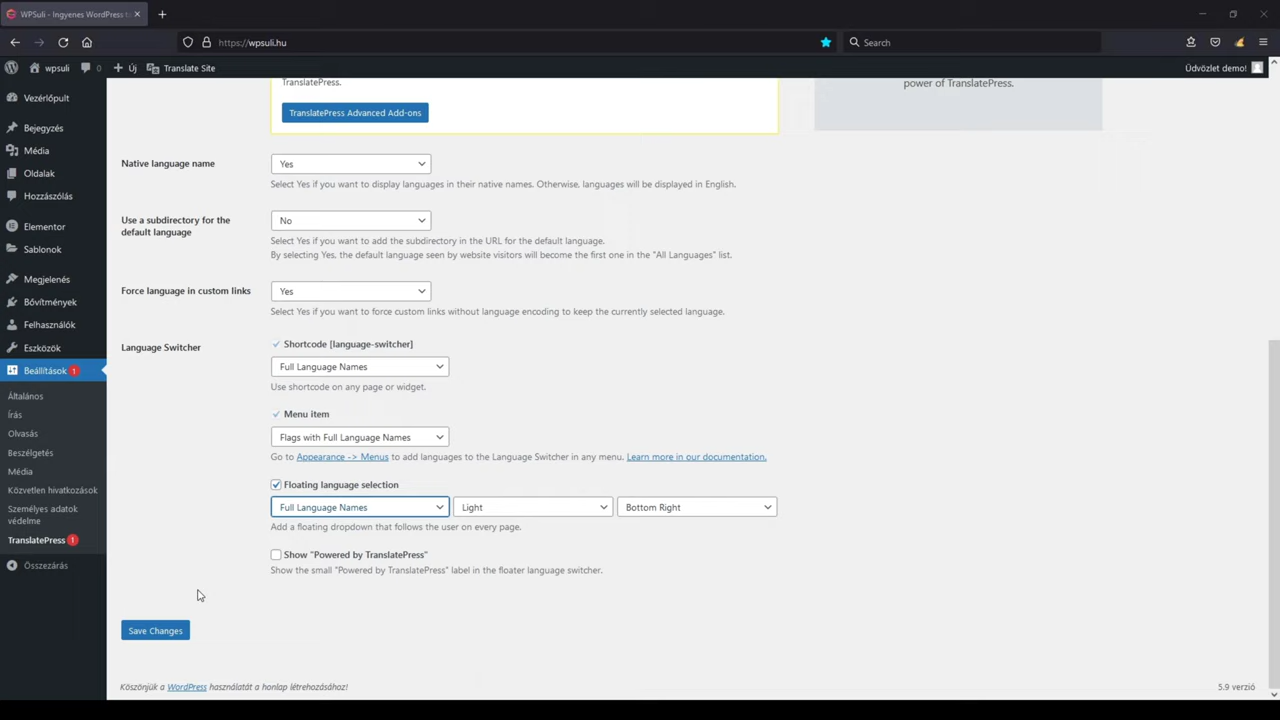 WPSuli - Ingyenes WordPress t
https://wpsuli.hu
Search
wpsuli
0
Új
Translate Site
Üdvözlet demo!
Vezérlőpult
Bejegyzés
Média
Oldalak
Hozzászólás
Elementor
Sablonok
Megjelenés
Bővítmények
Felhasználók
Eszközök
Beállítások 1
Általános
Írás
Olvasás
Beszélgetés
Média
Közvetlen hivatkozások
Személyes adatok
védelme
TranslatePress 1
Összezárás
TranslatePress.
TranslatePress Advanced Add-ons
power of TranslatePress.
Native language name
Yes
Select Yes if you want to display languages in their native names. Otherwise, languages will be displayed in English.
Use a subdirectory for the
default language
No
Select Yes if you want to add the subdirectory in the URL for the default language.
By selecting Yes, the default language seen by website visitors will become the first one in the "All Languages" list.
Force language in custom links
Yes
Select Yes if you want to force custom links without language encoding to keep the currently selected language.
Language Switcher
Shortcode [language-switcher]
Full Language Names
Use shortcode on any page or widget.
Menu item
Flags with Full Language Names
Go to Appearance -> Menus to add languages to the Language Switcher in any menu. Learn more in our documentation.
Floating language selection
Full Language Names
Light
Bottom Right
Add a floating dropdown that follows the user on every page.
Show "Powered by TranslatePress"
Show the small "Powered by TranslatePress" label in the floater language switcher.
Save Changes
Köszönjük a WordPress használatát a honlap létrehozásához!
5.9 verzió